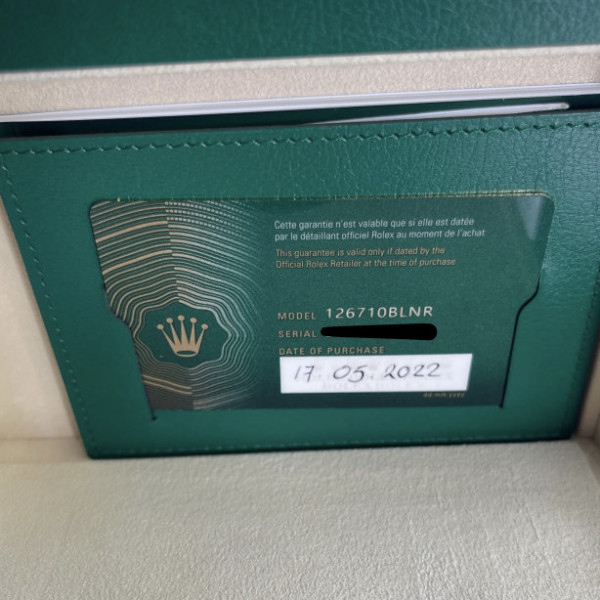 Cette garantie n'est valable que si elle est datée
par le détaillant officiel Rolex au moment de l'achat
This guarantee is valid only if dated by the
Official Rolex Retailer at the time of purchase
MODEL 126710BLNR
SERIAL
DATE OF PURCHASE
17.05.2022